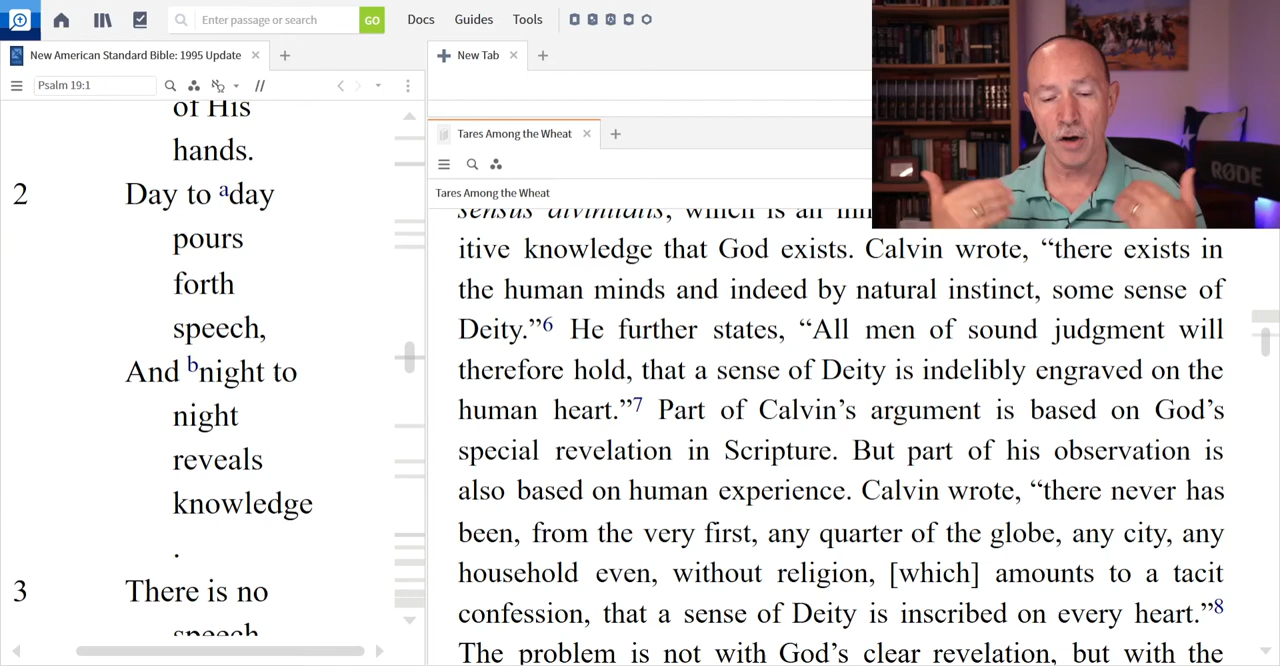 Enter passage or search
GO
Docs
Guides
Tools
New American Standard Bible: 1995 Update
New Tab
Psalm 19:1
of His
hands.
2 Day to aday
pours
forth
speech,
And bnight to
night
reveals
knowledge
.
3 There is no
speech
Tares Among the Wheat
Tares Among the Wheat
sensus divinitatis, which is an
itive knowledge that God exists. Calvin wrote, “there exists in
the human minds and indeed by natural instinct, some sense of
Deity.”6 He further states, “All men of sound judgment will
therefore hold, that a sense of Deity is indelibly engraved on the
human heart.”7 Part of Calvin’s argument is based on God’s
special revelation in Scripture. But part of his observation is
also based on human experience. Calvin wrote, “there never has
been, from the very first, any quarter of the globe, any city, any
household even, without religion, [which] amounts to a tacit
confession, that a sense of Deity is inscribed on every heart.”8
The problem is not with God’s clear revelation, but with the
RØDE